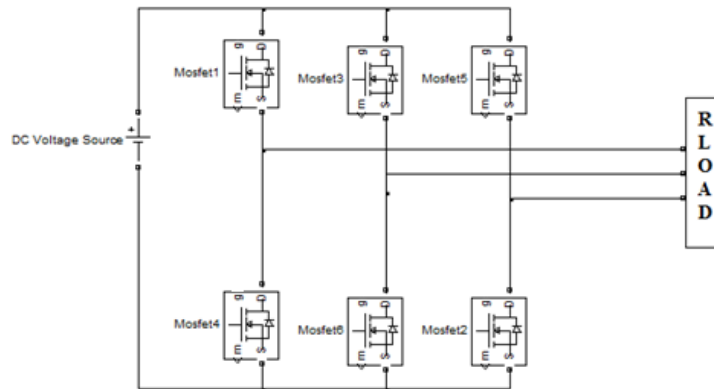 g D
Mosfet1
m S
g D
Mosfet3
m S
g D
Mosfet5
m S
+
DC Voltage Source
R
L
O
A
D
g D
Mosfet4
m S
g D
Mosfet6
m S
g D
Mosfet2
m S